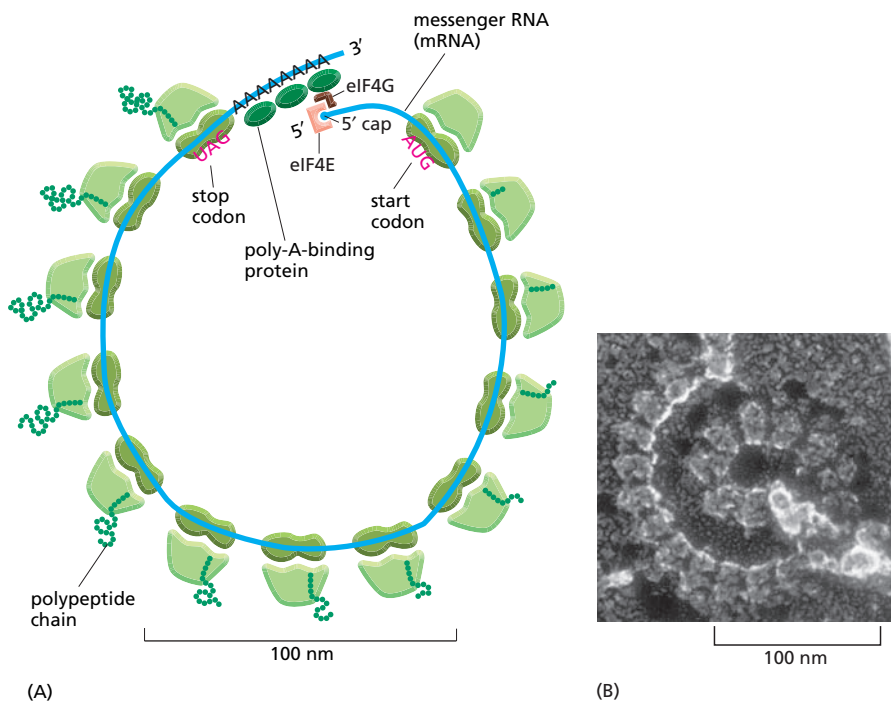 messenger RNA
(mRNA)
3′
AAAAAAAA
eIF4G
5′
5′ cap
eIF4E
UAG
AUG
stop
codon
start
codon
poly-A-binding
protein
polypeptide
chain
100 nm
100 nm
(A)
(B)